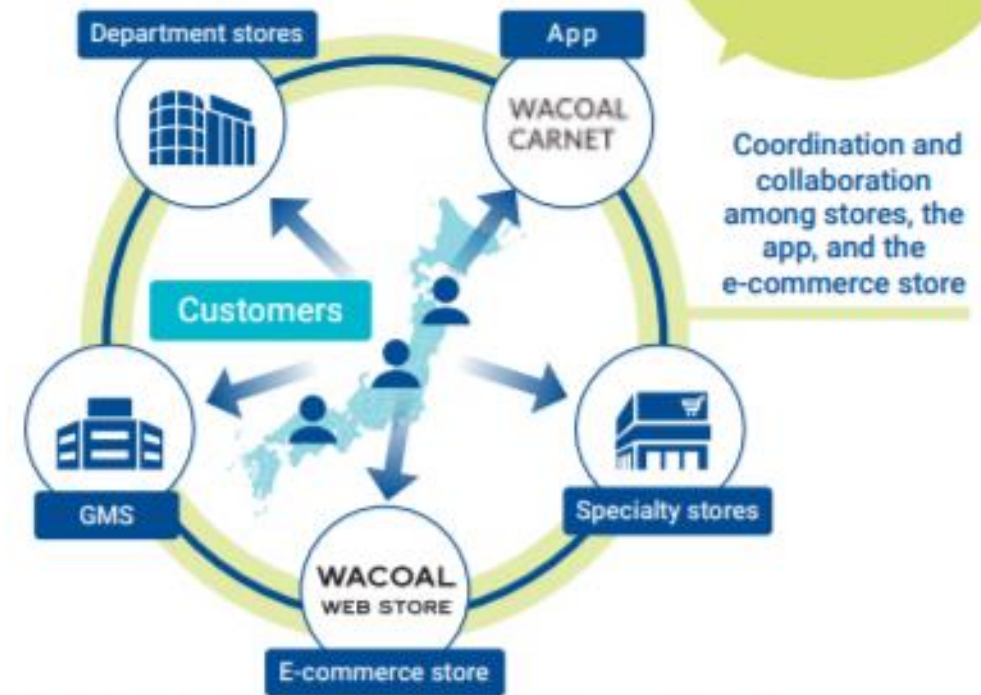 Department stores
App
WACOAL
CARNET
Coordination and
collaboration
among stores, the
app, and the
e-commerce store
Customers
GMS
Specialty stores
WACOAL
WEB STORE
E-commerce store